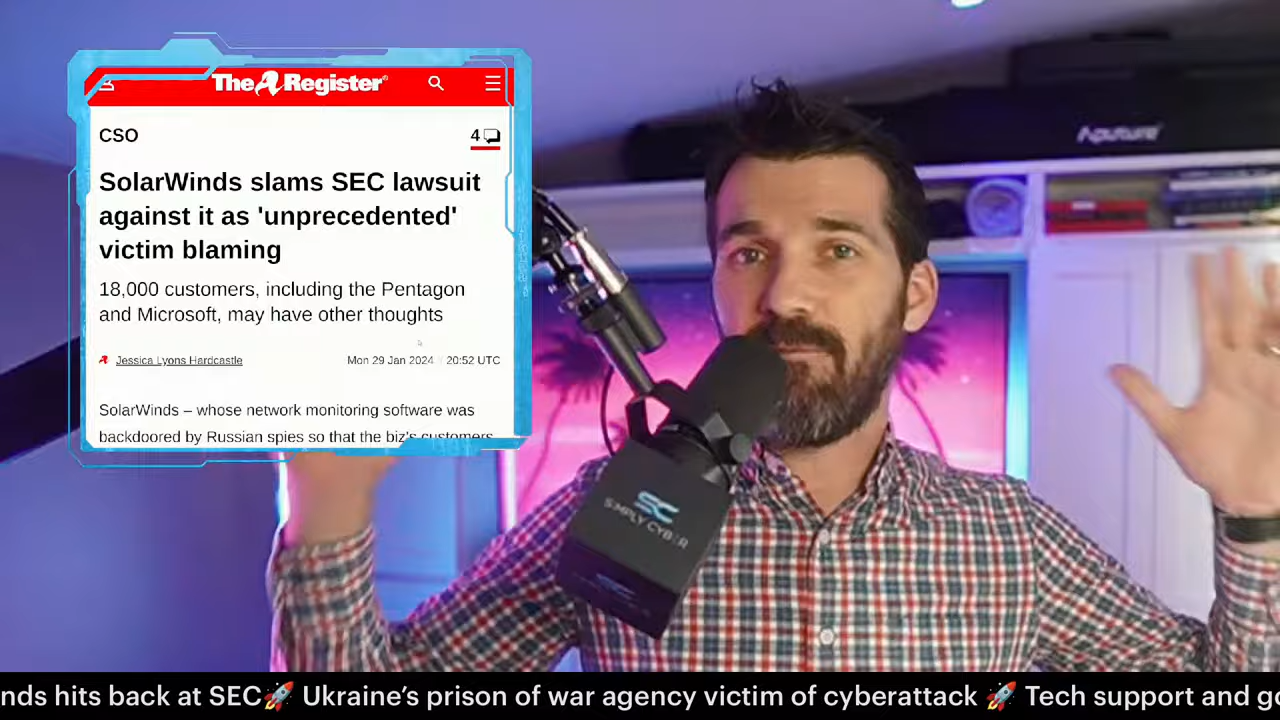 The Register®
CSO
4
SolarWinds slams SEC lawsuit
against it as 'unprecedented'
victim blaming
18,000 customers, including the Pentagon
and Microsoft, may have other thoughts
Jessica Lyons Hardcastle
Mon 29 Jan 2024
20:52 UTC
SolarWinds – whose network monitoring software was
backdoored by Russian spies so that the biz's customers
Aputure
SC
SIMPLY CYBER
nds hits back at SEC🚀 Ukraine’s prison of war agency victim of cyberattack 🚀 Tech support and go